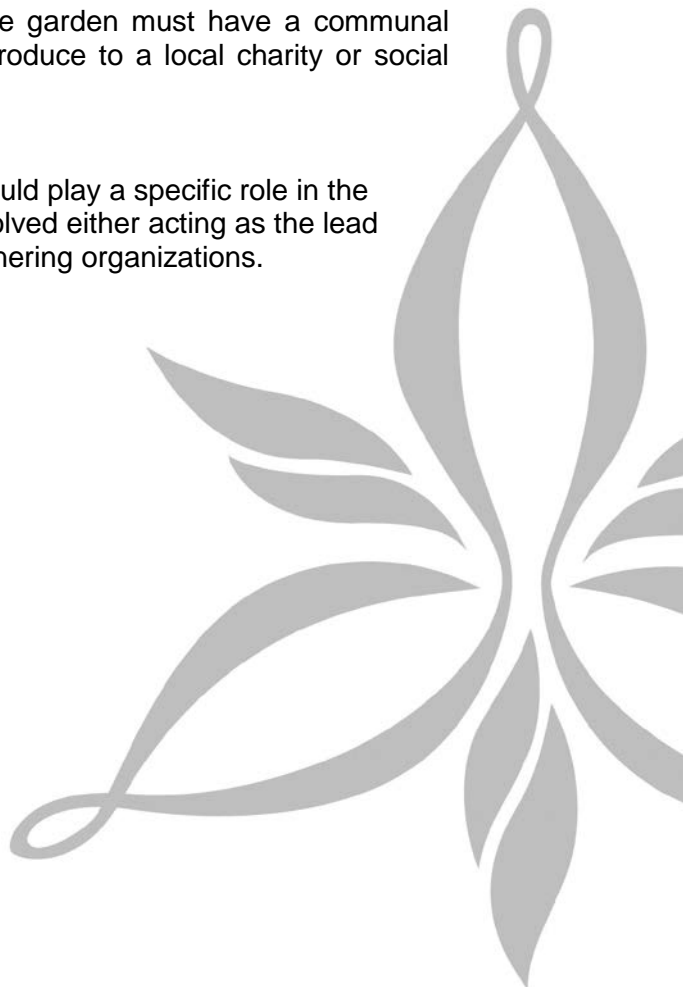 e garden must have a communal
roduce to a local charity or social
uld play a specific role in the
olved either acting as the lead
nering organizations.